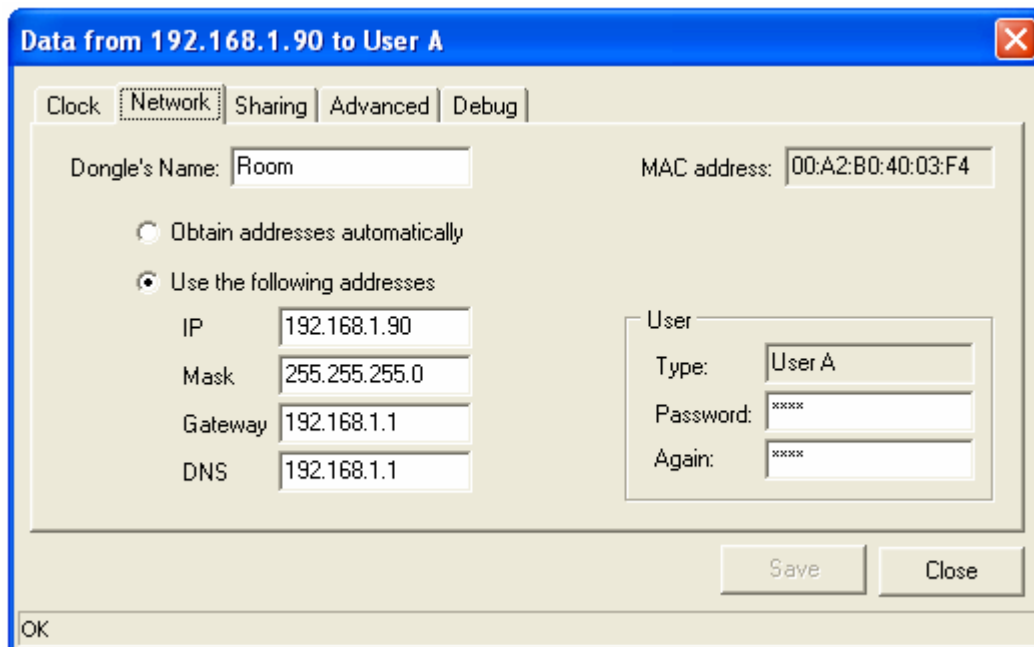 Data from 192.168.1.90 to User A
Clock Network Sharing Advanced Debug
Dongle's Name: Room
MAC address: 00:A2:B0:40:03:F4
Obtain addresses automatically
Use the following addresses
IP 192.168.1.90
Mask 255.255.255.0
Gateway 192.168.1.1
DNS 192.168.1.1
User
Type: User A
Password: ****
Again: ****
Save Close
OK